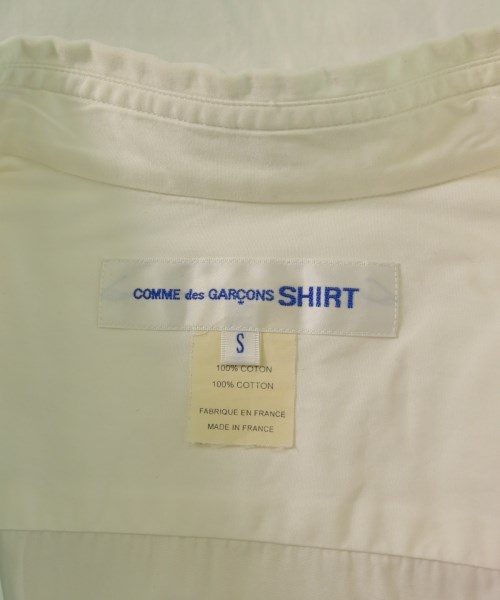 COMME des GARÇONS SHIRT
S
100% COTON
100% COTTON
FABRIQUE EN FRANCE
MADE IN FRANCE